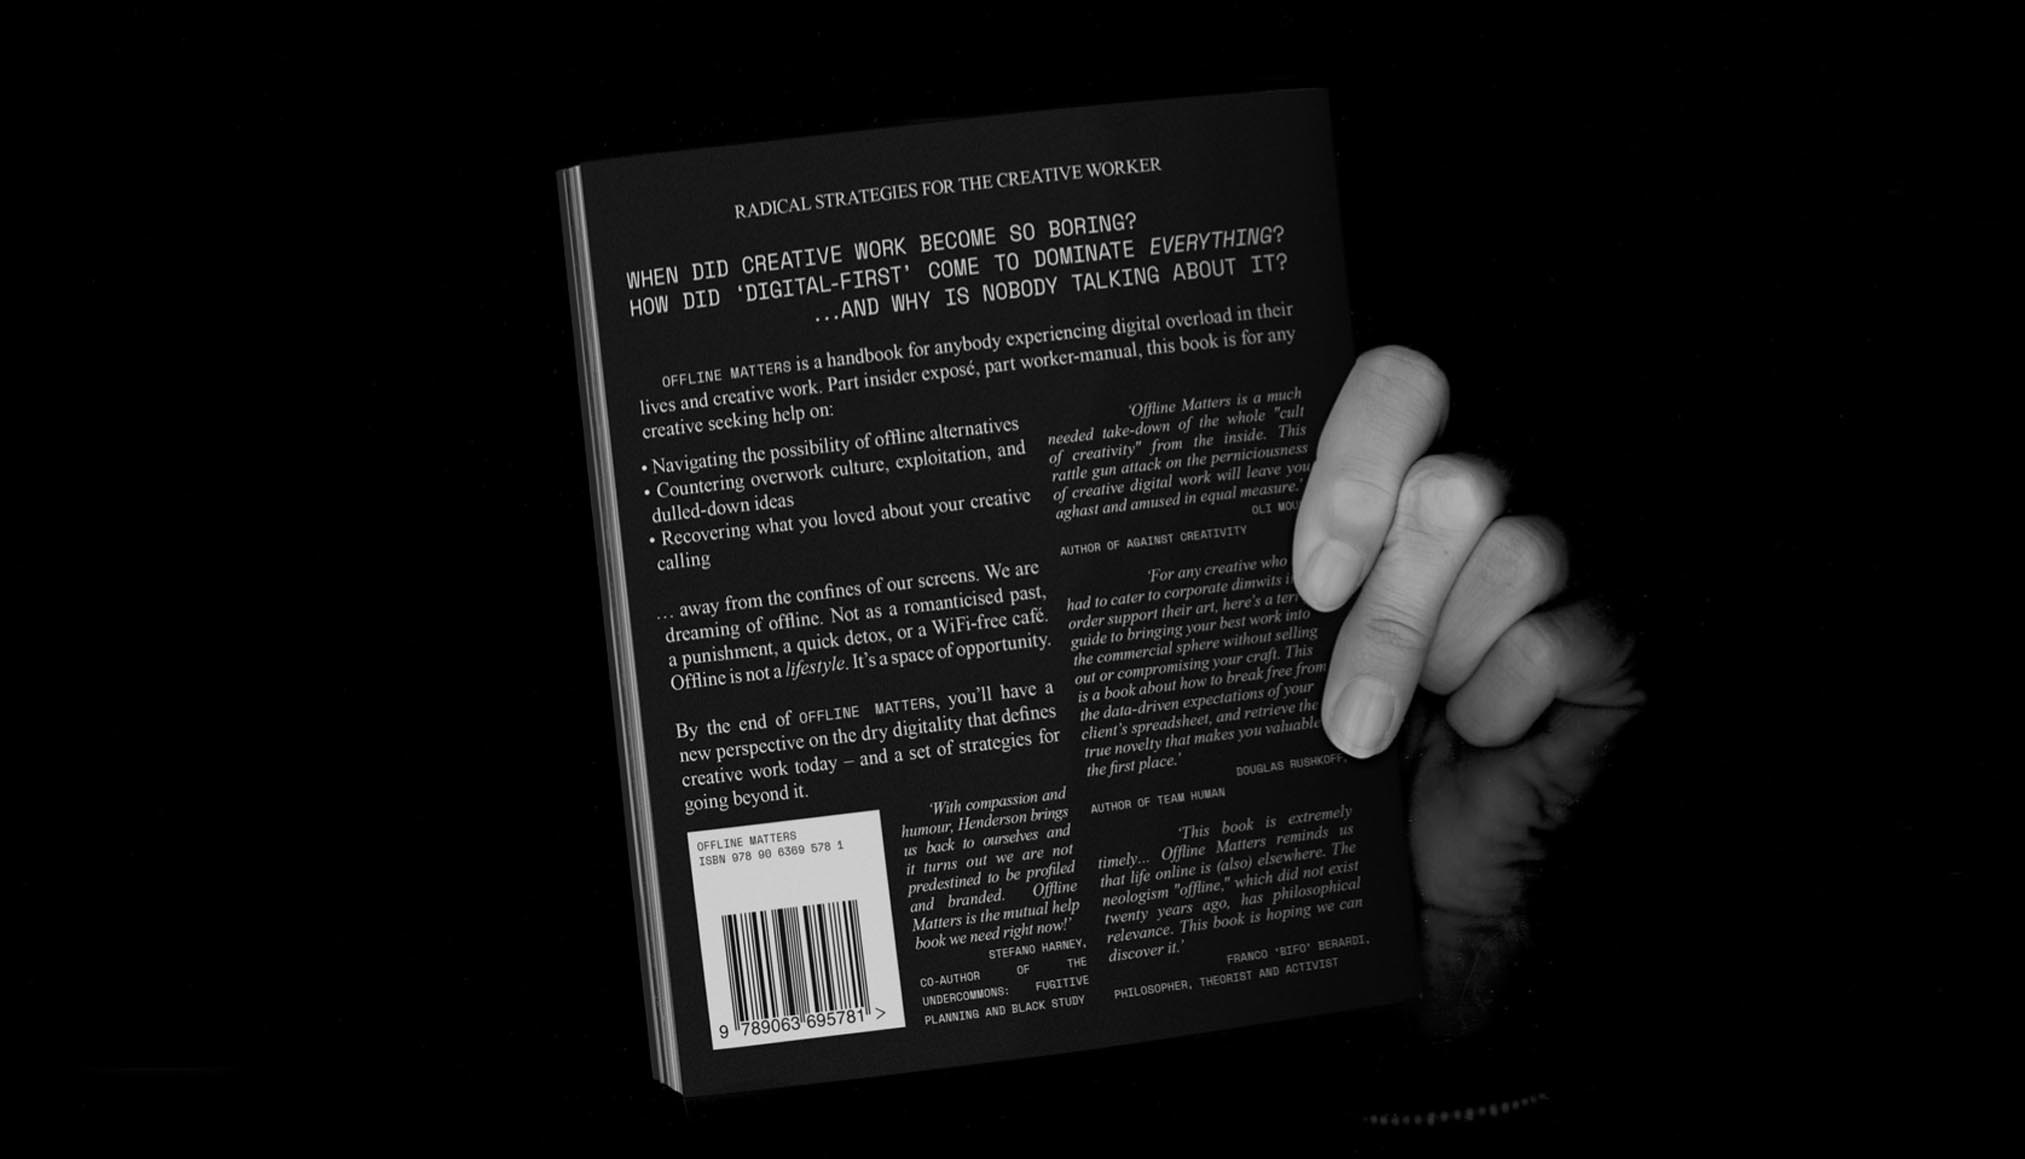 RADICAL STRATEGIES FOR THE CREATIVE WORKER
WHEN DID CREATIVE WORK BECOME SO BORING?
HOW DID ‘DIGITAL-FIRST’ COME TO DOMINATE EVERYTHING?
...AND WHY IS NOBODY TALKING ABOUT IT?
OFFLINE MATTERS is a handbook for anybody experiencing digital overload in their
lives and creative work. Part insider exposé, part worker-manual, this book is for any
creative seeking help on:
• Navigating the possibility of offline alternatives
• Countering overwork culture, exploitation, and
dulled-down ideas
• Recovering what you loved about your creative
calling
… away from the confines of our screens. We are
dreaming of offline. Not as a romanticised past,
a punishment, a quick detox, or a WiFi-free café.
Offline is not a lifestyle. It’s a space of opportunity.
By the end of OFFLINE MATTERS, you’ll have a
new perspective on the dry digitality that defines
creative work today – and a set of strategies for
going beyond it.
OFFLINE MATTERS
ISBN 978 90 6369 578 1
9 789063 695781 >
‘With compassion and
humour, Henderson brings
us back to ourselves and
it turns out we are not
predestined to be profiled
and branded. Offline
Matters is the mutual help
book we need right now!’
STEFANO HARNEY,
CO-AUTHOR OF THE
UNDERCOMMONS: FUGITIVE
PLANNING AND BLACK STUDY
‘Offline Matters is a much
needed take-down of the whole "cult
of creativity" from the inside. This
rattle gun attack on the perniciousness
of creative digital work will leave you
aghast and amused in equal measure.’
OLI
AUTHOR OF AGAINST CREATIVITY
‘For any creative who
had to cater to corporate dimwits
order support their art, here’s a
guide to bringing your best work into
the commercial sphere without selling
out or compromising your craft. This
is a book about how to break free from
the data-driven expectations of your
client’s spreadsheet, and retrieve the
true novelty that makes you valuable
the first place.’
DOUGLAS RUSHKOFF,
AUTHOR OF TEAM HUMAN
‘This book is extremely
timely... Offline Matters reminds us
that life online is (also) elsewhere. The
neologism "offline," which did not exist
twenty years ago, has philosophical
relevance. This book is hoping we can
discover it.’
FRANCO ‘BIFO’ BERARDI,
PHILOSOPHER, THEORIST AND ACTIVIST